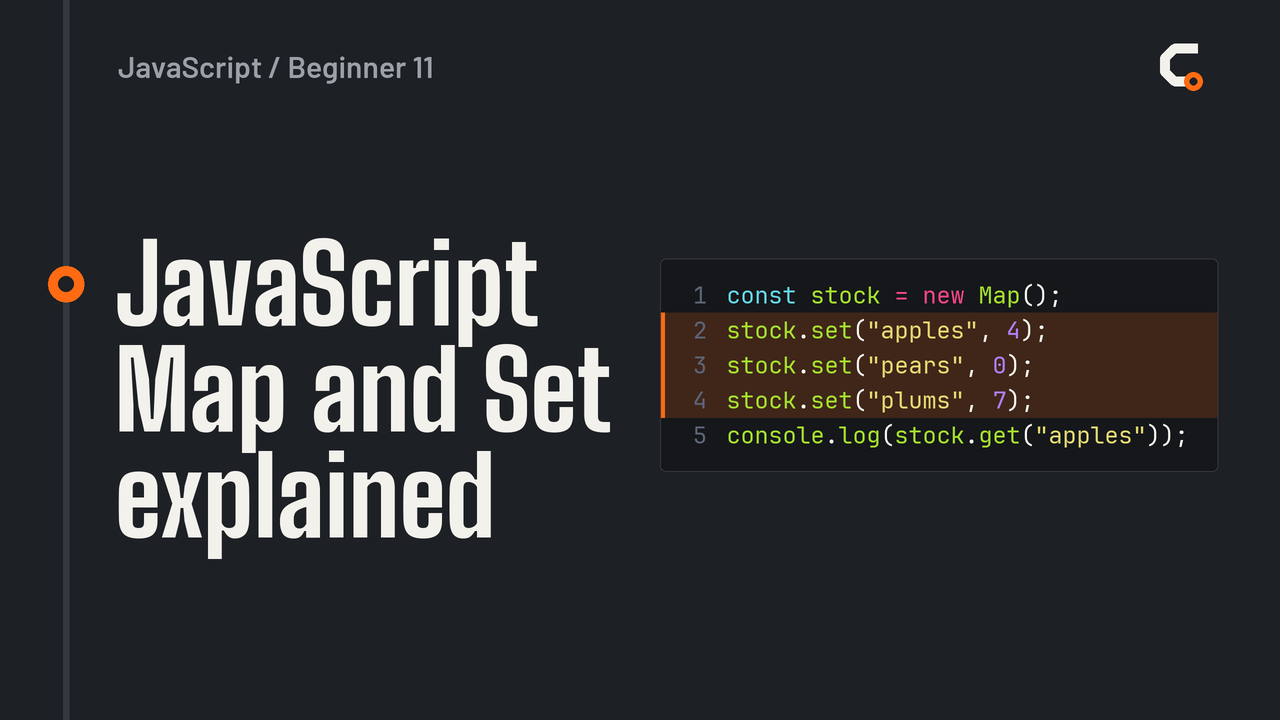 JavaScript / Beginner 11
JavaScript
Map and Set
explained
1 const stock = new Map();
2 stock.set("apples", 4);
3 stock.set("pears", 0);
4 stock.set("plums", 7);
5 console.log(stock.get("apples"));